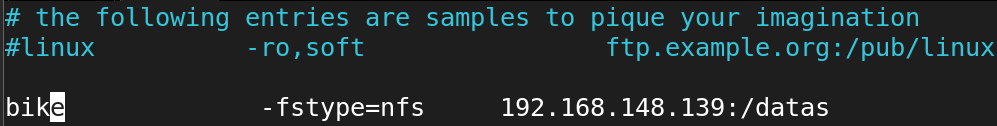 # the following entries are samples to pique your imagination
#linux -ro,soft ftp.example.org:/pub/linux
bike -fstype=nfs 192.168.148.139:/datas